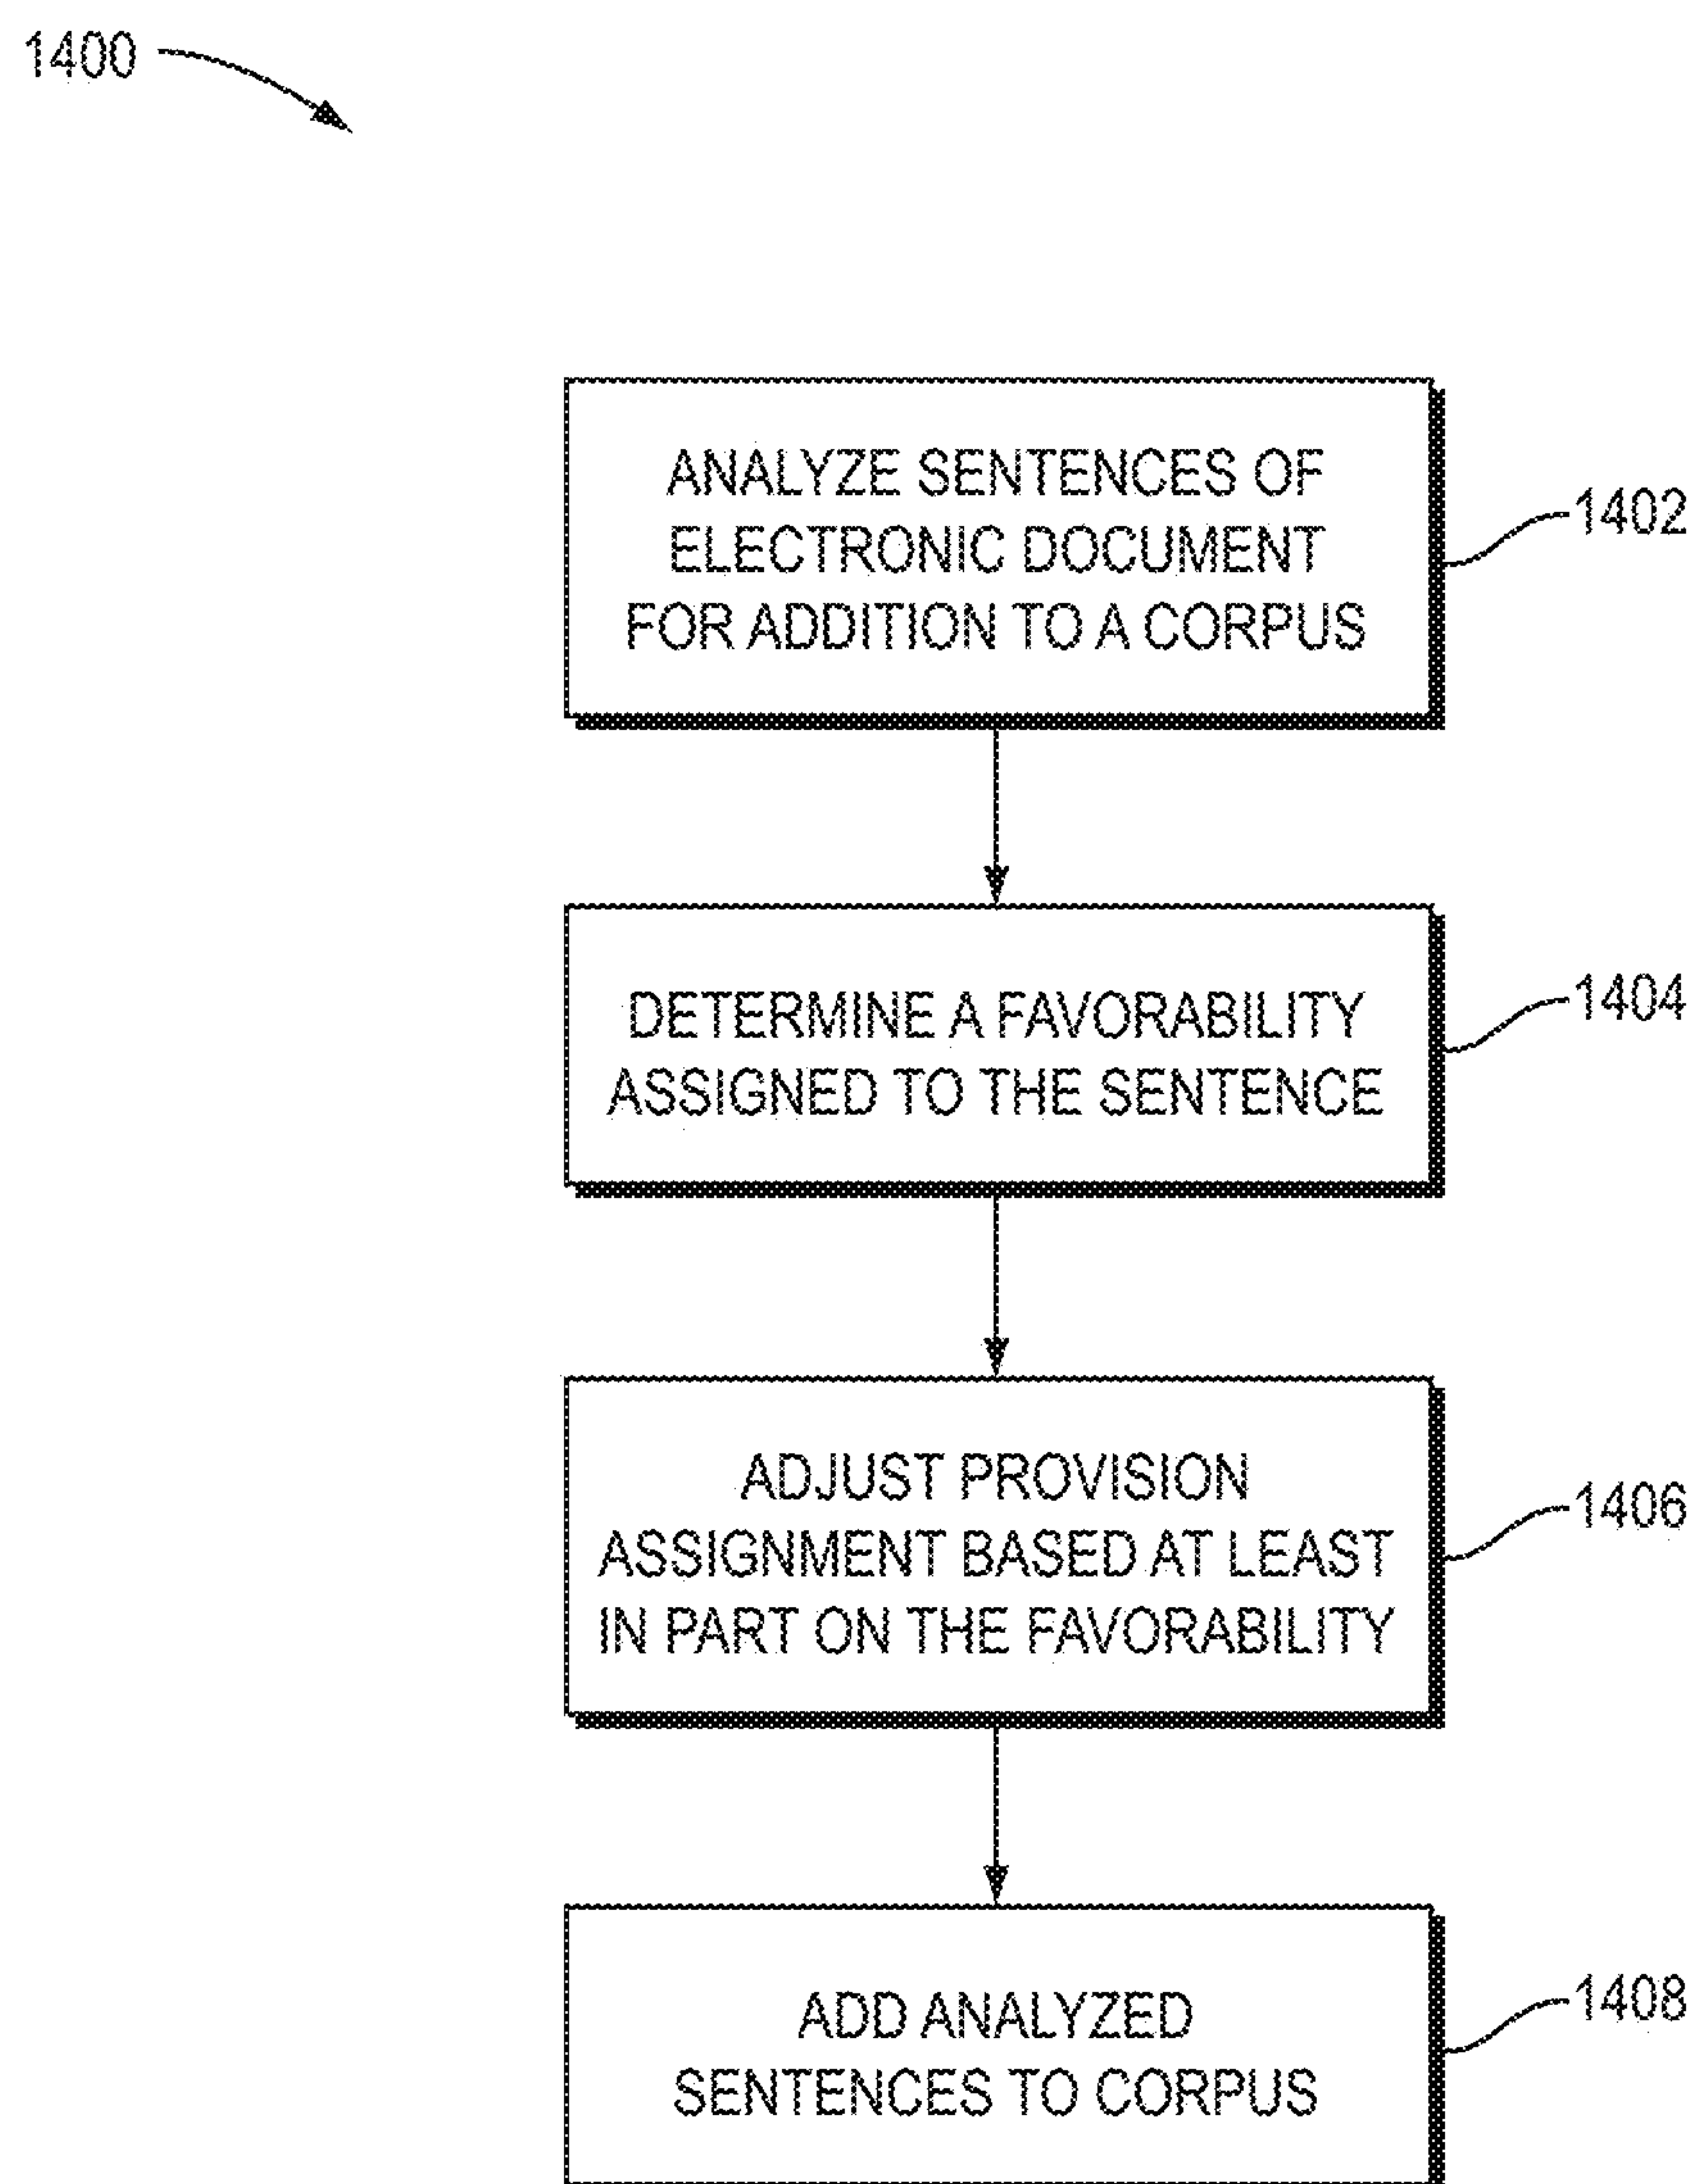 1400
ANALYZE SENTENCES OF
ELECTRONIC DOCUMENT
FOR ADDITION TO A CORPUS
1402
DETERMINE A FAVORABILITY
ASSIGNED TO THE SENTENCE
1404
ADJUST PROVISION
ASSIGNMENT BASED AT LEAST
IN PART ON THE FAVORABILITY
1406
ADD ANALYZED
SENTENCES TO CORPUS
1408